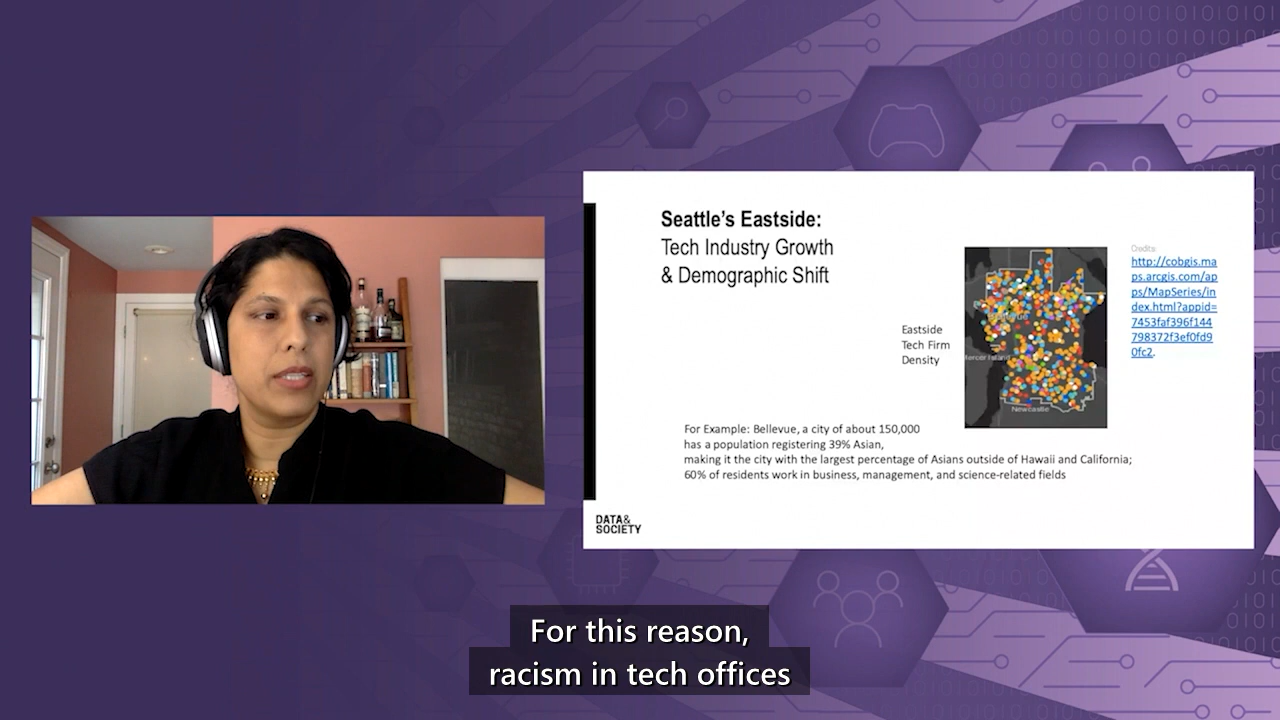 Seattle's Eastside:
Tech Industry Growth
& Demographic Shift
Eastside
Tech Firm
Density
Bellevue
Mercer Island
Newcastle
Credits:
http://cobgis.ma
ps.arcgis.com/ap
ps/MapSeries/in
dex.html?appid=
7453faf396f144
798372f3ef0fd9
0fc2.
For Example: Bellevue, a city of about 150,000
has a population registering 39% Asian,
making it the city with the largest percentage of Asians outside of Hawaii and California;
60% of residents work in business, management, and science-related fields
DATA&
SOCIETY
For this reason,
racism in tech offices